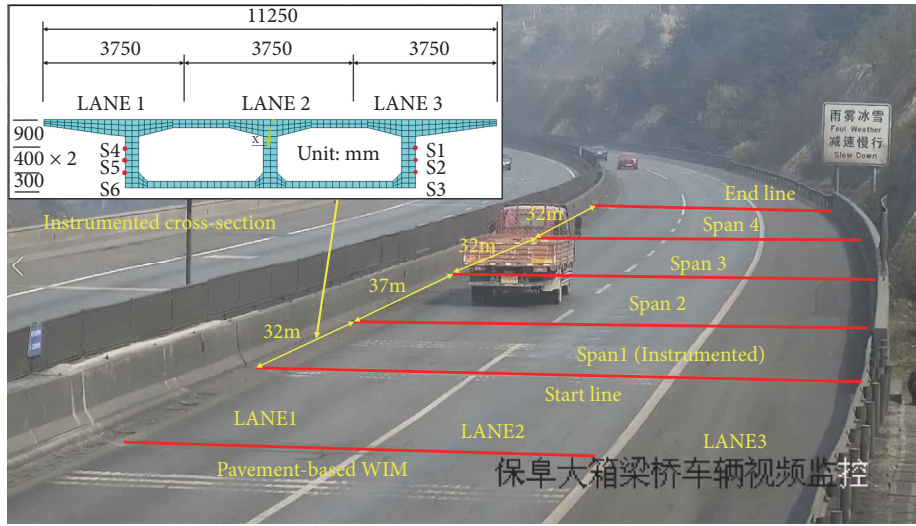 11250
3750 3750 3750
LANE 1 LANE 2 LANE 3
900
400 × 2
300
S4
S5
S6
X
Unit: mm
S1
S2
S3
Instrumented cross-section
雨雾冰雪
Foul Weather
减速慢行
Slow Down
End line
32m
Span 4
32m
Span 3
37m
Span 2
32m
Span1 (Instrumented)
Start line
LANE1
LANE2
LANE3
Pavement-based WIM
保阜大箱梁桥车辆视频监控